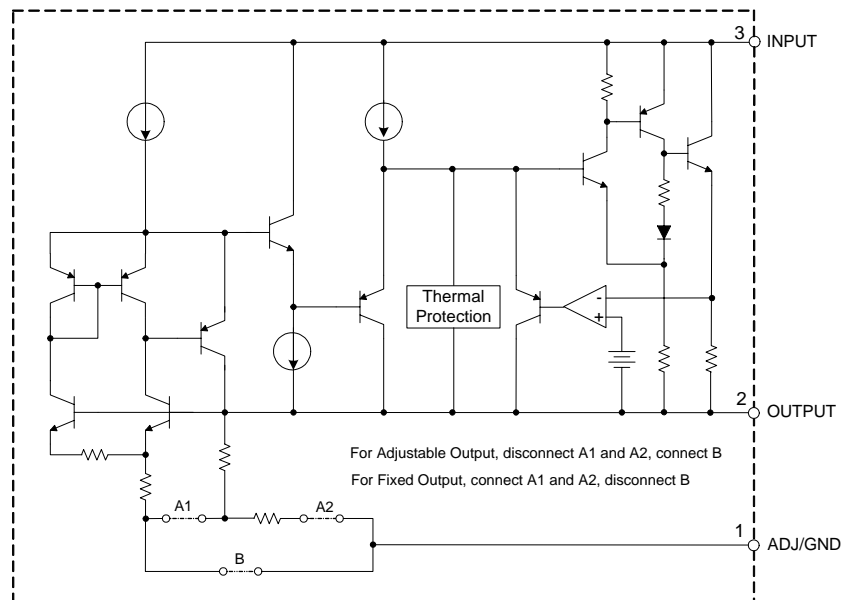 3
INPUT
Thermal
Protection
-
+
2
OUTPUT
For Adjustable Output, disconnect A1 and A2, connect B
For Fixed Output, connect A1 and A2, disconnect B
A1
A2
1
ADJ/GND
B